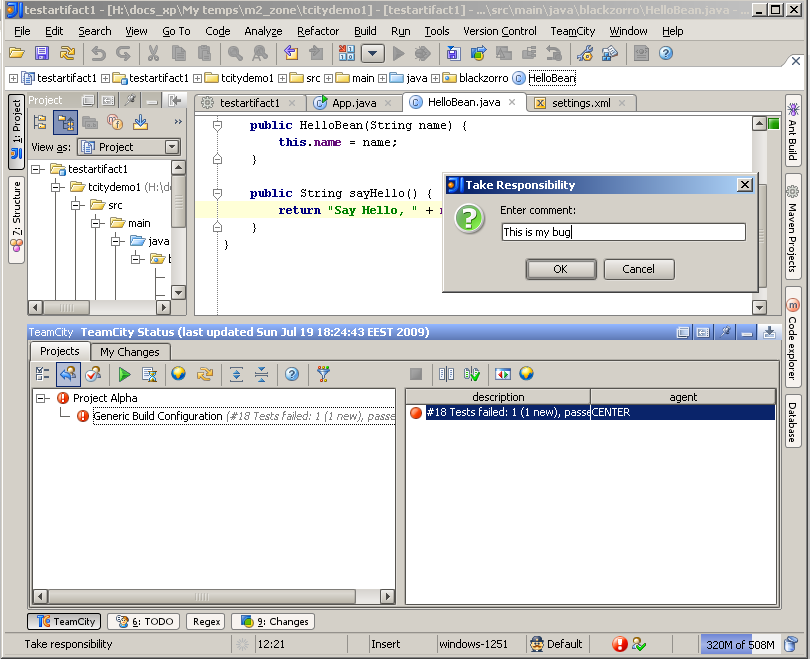 testartifact1 - [H:\docs_xp\My temps\m2_zone\tcitydemo1] - [testartifact1] - ...\src\main\java\blackzorro\HelloBean.java - ...
File Edit Search View Go To Code Analyze Refactor Build Run Tools Version Control TeamCity Window Help
testartifact1 testartifact1 tcitydemo1 src main java blackzorro HelloBean
1: Project
7: Structure
Project
View as: Project
testartifact1
tcitydemo1 (H:\d
src
main
java
testartifact1 App.java HelloBean.java settings.xml
public HelloBean(String name) {
this.name = name;
}
public String sayHello() {
return "Say Hello, " +
}
}
Take Responsibility
Enter comment:
This is my bug
OK Cancel
Ant Build
Maven Projects
Code explorer
Database
TeamCity TeamCity Status (last updated Sun Jul 19 18:24:43 EEST 2009)
Projects My Changes
Project Alpha
Generic Build Configuration (#18 Tests failed: 1 (1 new), passe
description agent
#18 Tests failed: 1 (1 new), passe CENTER
TeamCity 6: TODO Regex 9: Changes
Take responsibility 12:21 Insert windows-1251 Default 320M of 508M